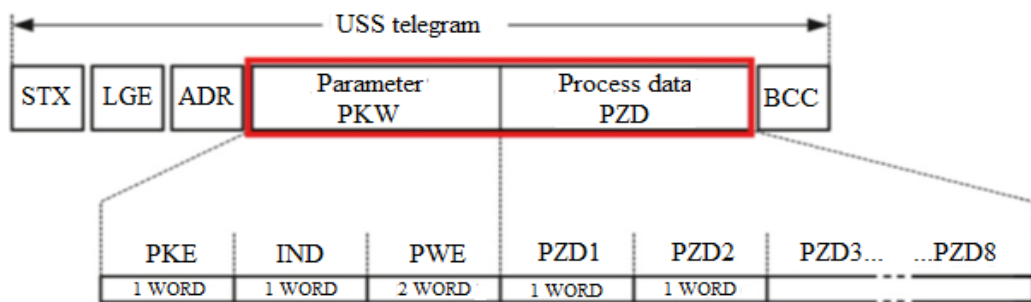 USS telegram
STX LGE ADR Parameter PKW Process data PZD BCC
PKE IND PWE PZD1 PZD2 PZD3... ...PZD8
1 WORD 1 WORD 2 WORD 1 WORD 1 WORD